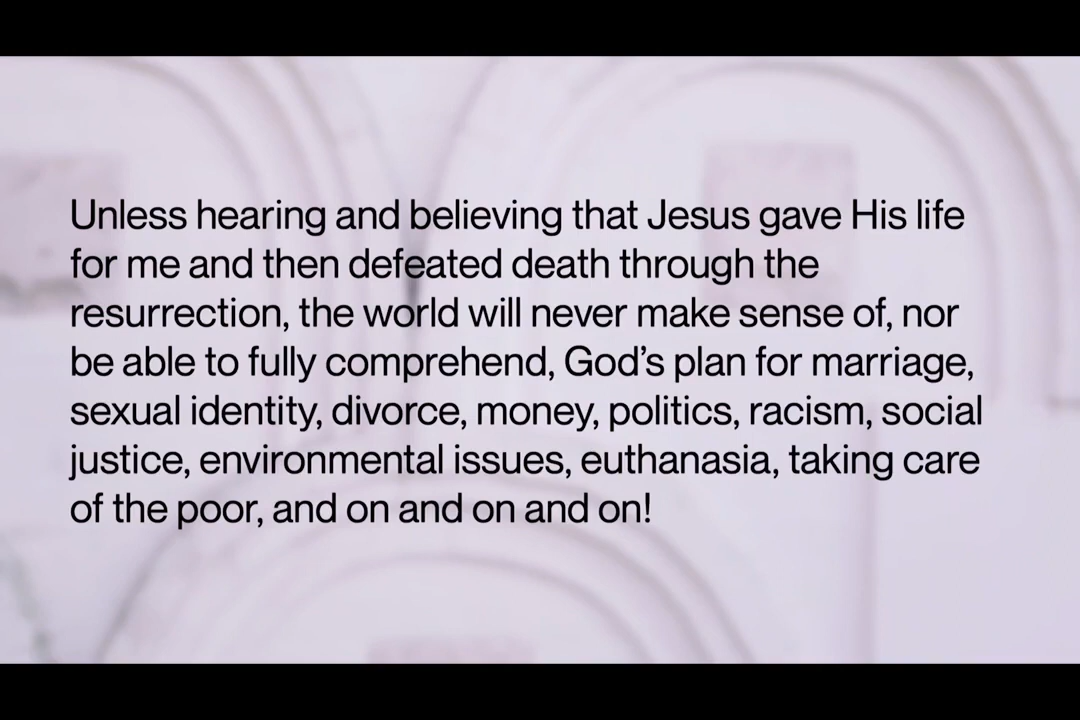 Unless hearing and believing that Jesus gave His life
for me and then defeated death through the
resurrection, the world will never make sense of, nor
be able to fully comprehend, God’s plan for marriage,
sexual identity, divorce, money, politics, racism, social
justice, environmental issues, euthanasia, taking care
of the poor, and on and on and on!